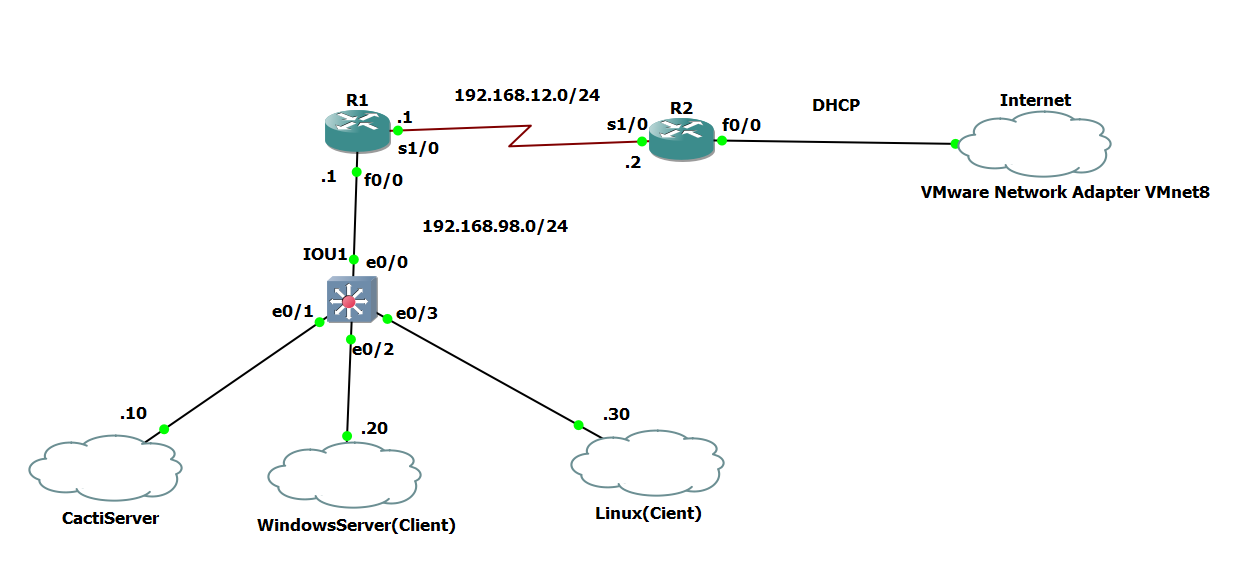 R1
192.168.12.0/24
R2
DHCP
Internet
.1
s1/0
s1/0
f0/0
.2
VMware Network Adapter VMnet8
.1
f0/0
192.168.98.0/24
IOU1
e0/0
e0/1
e0/3
e0/2
.10
.20
.30
CactiServer
WindowsServer(Client)
Linux(Cient)